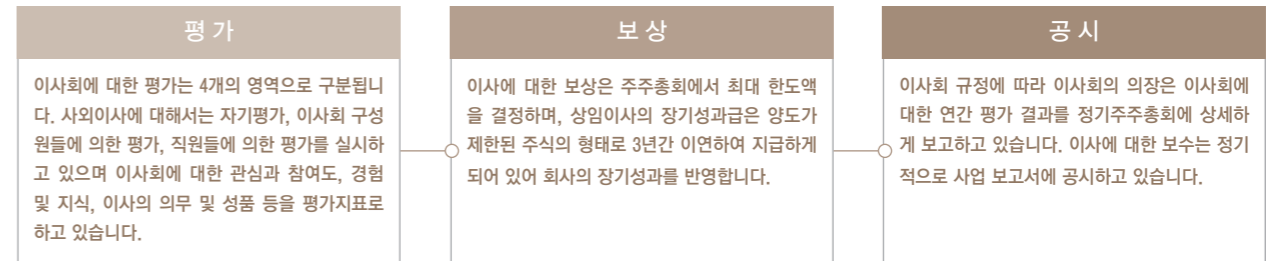 평 가
이사회에 대한 평가는 4개의 영역으로 구분됩니
다. 사외이사에 대해서는 자기평가, 이사회 구성
원들에 의한 평가, 직원들에 의한 평가를 실시하
고 있으며 이사회에 대한 관심과 참여도, 경험
및 지식, 이사의 의무 및 성품 등을 평가지표로
하고 있습니다.
보 상
이사에 대한 보상은 주주총회에서 최대 한도액
을 결정하며, 상임이사의 장기성과급은 양도가
제한된 주식의 형태로 3년간 이연하여 지급하게
되어 있어 회사의 장기성과를 반영합니다.
공 시
이사회 규정에 따라 이사회의 의장은 이사회에
대한 연간 평가 결과를 정기주주총회에 상세하
게 보고하고 있습니다. 이사에 대한 보수는 정기
적으로 사업 보고서에 공시하고 있습니다.